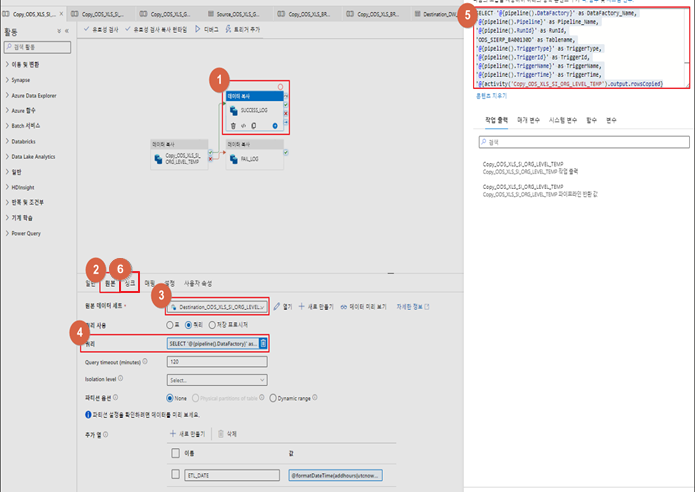 Copy_ODS_XLS_SI_...
Copy_ODS_XLS_SI_...
Copy_ODS_XLS_G...
Source_ODS_XLS_G...
Copy_ODS_XLS_BR...
Copy_ODS_XLS_BR...
Destination_DW_
활동
유효성 검사
유효성 검사 복사 런타임
디버그
트리거 추가
검색 활동
이동 및 변환
Synapse
Azure Data Explorer
Azure 함수
Batch 서비스
Databricks
Data Lake Analytics
일반
HDInsight
반복 및 조건부
기계 학습
Power Query
1
데이터 복사
SUCCESS_LOG
데이터 복사
Copy_ODS_XLS_SI_
ORG_LEVEL_TEMP
데이터 복사
FAIL_LOG
2
6
일반
원본
싱크
매핑
설정
사용자 속성
3
원본 데이터 세트 *
Destination_ODS_XLS_SI_ORG_LEVEL...
열기
새로 만들기
데이터 미리 보기
자세한 정보
쿼리 사용
표
쿼리
저장 프로시저
4
쿼리
SELECT '@{pipeline().DataFactory}' as...
Query timeout (minutes)
120
Isolation level
Select...
파티션 옵션
None
Physical partitions of table
Dynamic range
파티션 설정을 확인하려면 데이터를 미리 보세요.
추가 열
새로 만들기
삭제
이름
값
ETL_DATE
@formatDateTime(addhours(utcnow...
5
SELECT '@{pipeline().DataFactory}' as DataFactory_Name,
'@{pipeline().Pipeline}' as Pipeline_Name,
'@{pipeline().RunId}' as RunId,
'ODS_SIERP_BA00130D' as Tablename,
'@{pipeline().TriggerType}' as TriggerType,
'@{pipeline().TriggerId}' as TriggerId,
'@{pipeline().TriggerName}' as TriggerName,
'@{pipeline().TriggerTime}' as TriggerTime,
'@{activity('Copy_ODS_XLS_SI_ORG_LEVEL_TEMP').output.rowsCopied}
콘텐츠 지우기
작업 출력
매개 변수
시스템 변수
함수
변수
검색
Copy_ODS_XLS_SI_ORG_LEVEL_TEMP
Copy_ODS_XLS_SI_ORG_LEVEL_TEMP 작업 출력
Copy_ODS_XLS_SI_ORG_LEVEL_TEMP
Copy_ODS_XLS_SI_ORG_LEVEL_TEMP 파이프라인 반환 값